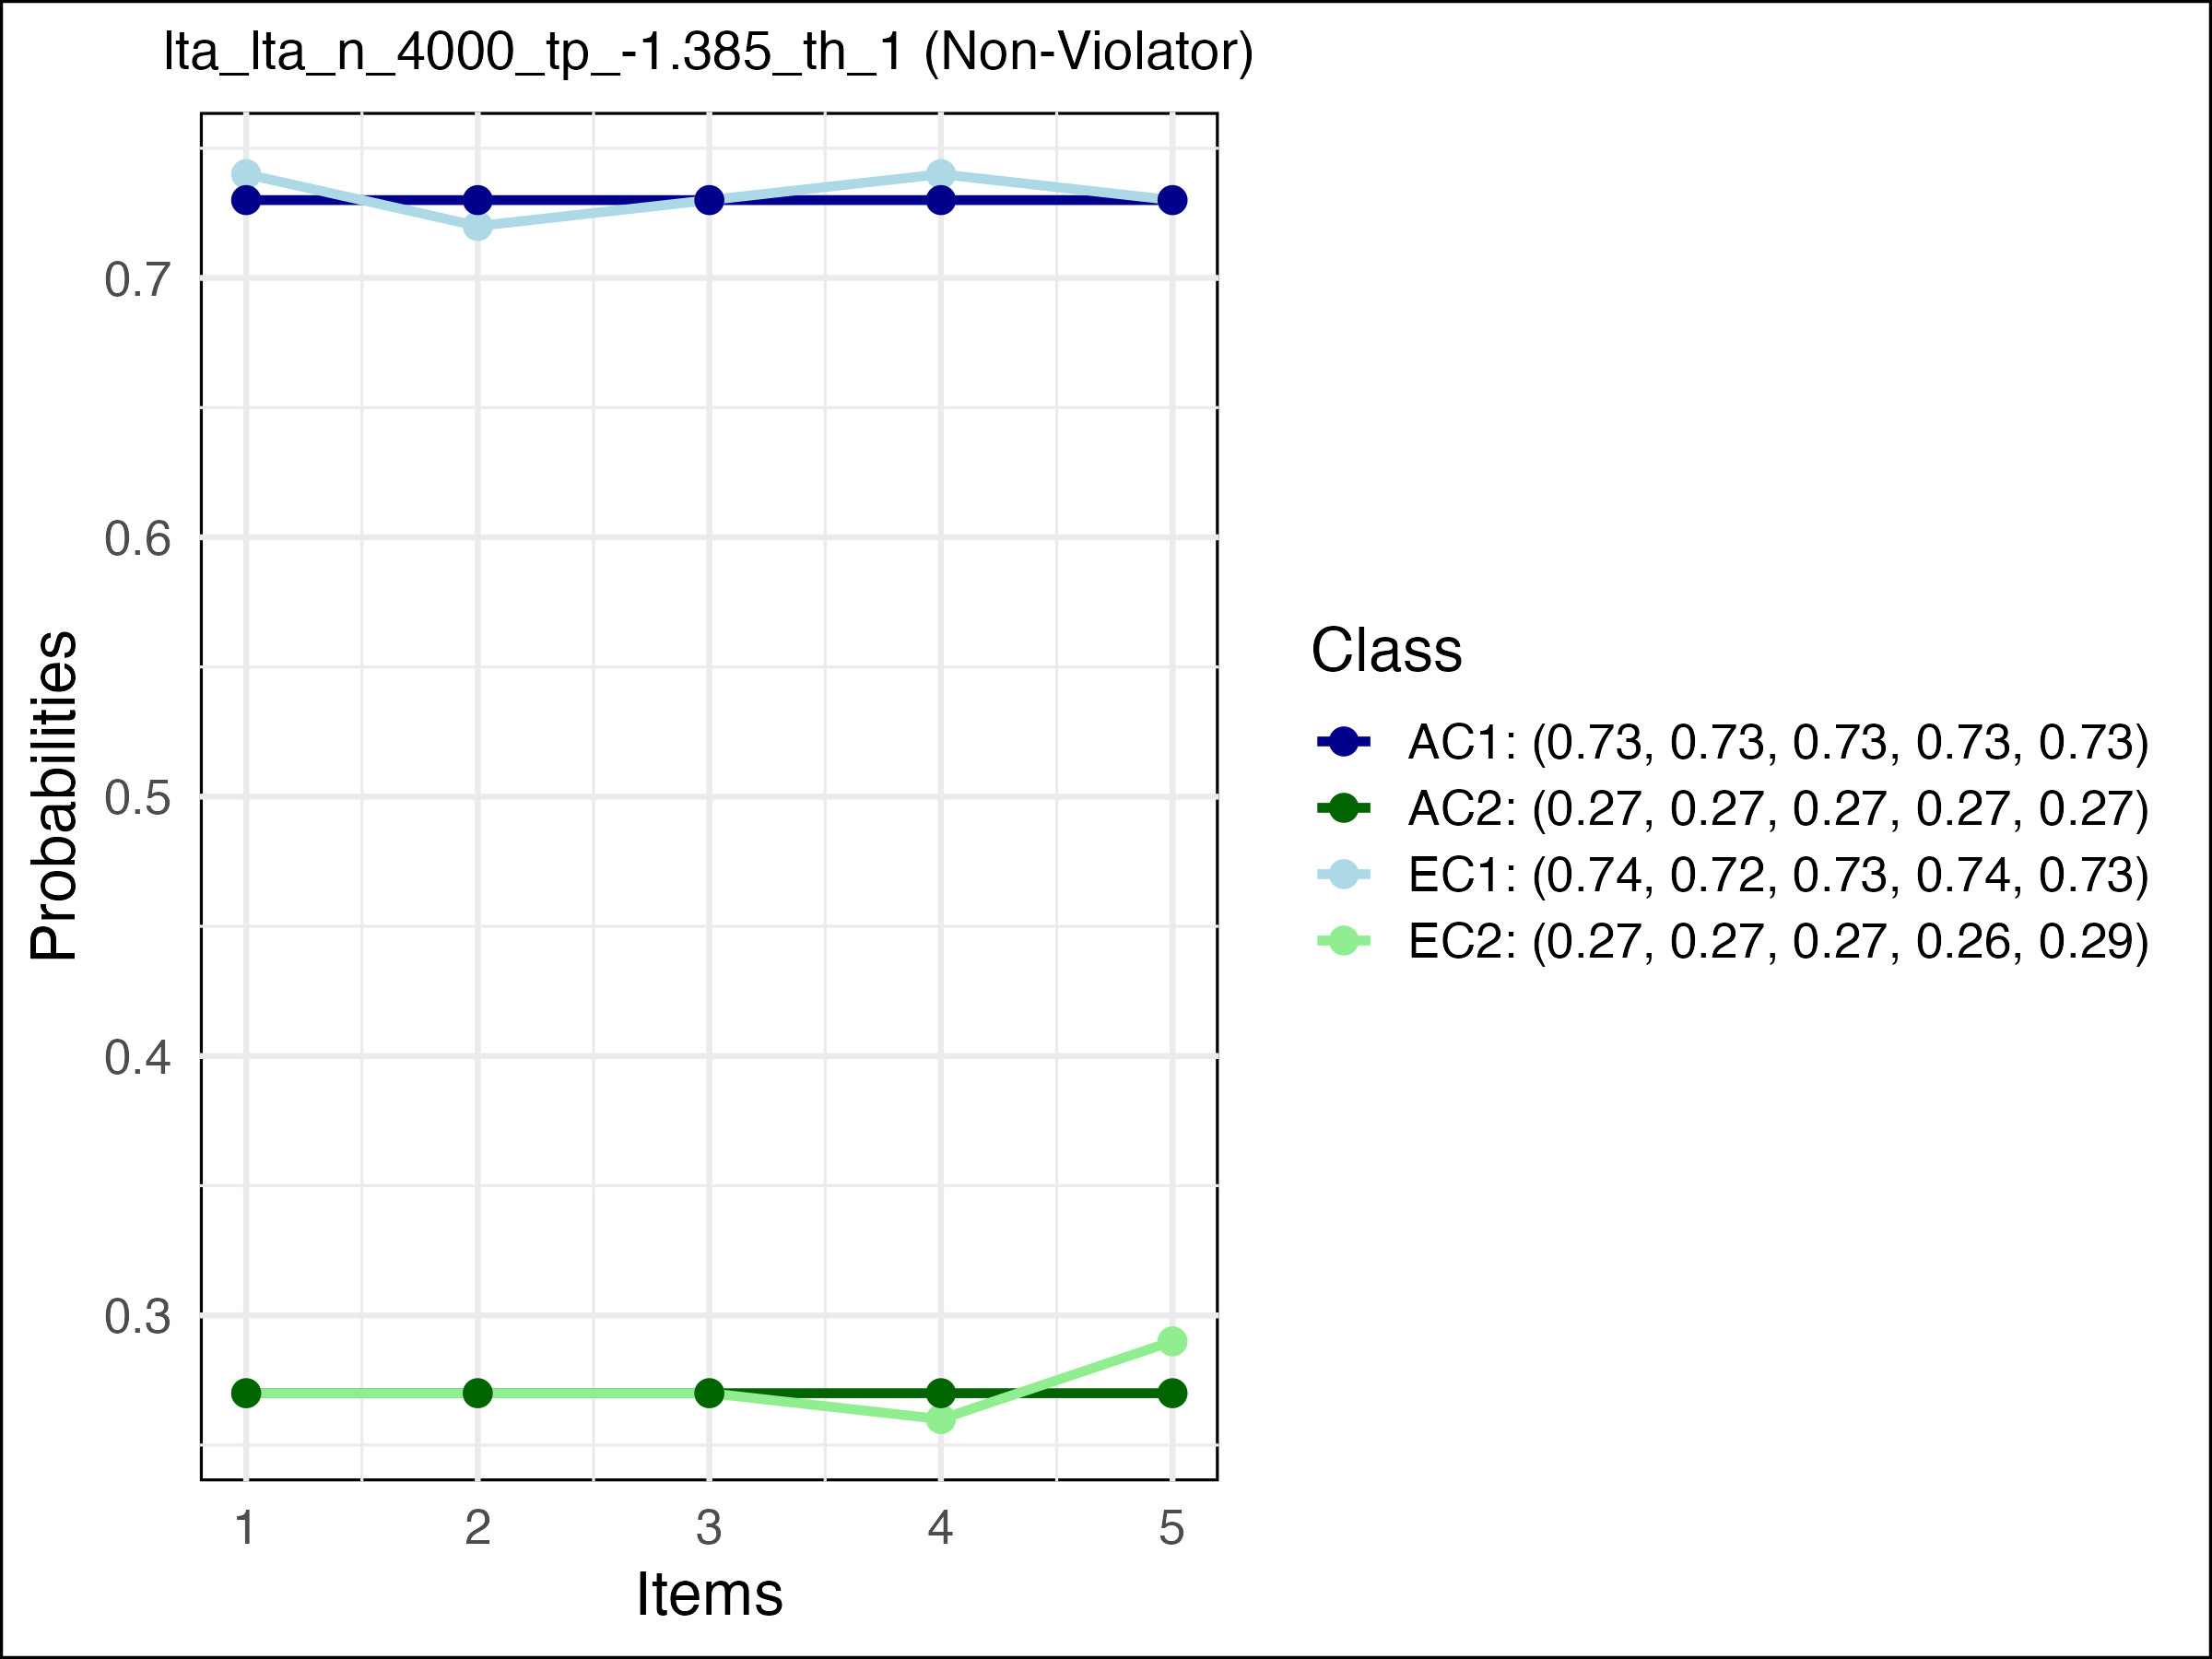 lta_lta_n_4000_tp_-1.385_th_1 (Non-Violator)
Probabilities
0.7
0.6
0.5
0.4
0.3
1 2 3 4 5
Items
Class
AC1: (0.73, 0.73, 0.73, 0.73, 0.73)
AC2: (0.27, 0.27, 0.27, 0.27, 0.27)
EC1: (0.74, 0.72, 0.73, 0.74, 0.73)
EC2: (0.27, 0.27, 0.27, 0.26, 0.29)